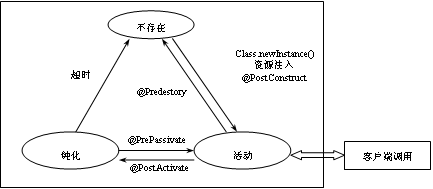 不存在
Class.newInstance()
资源注入
@PostConstruct
超时
@Predestory
@PrePassivate
钝化
活动
@PostActivate
客户端调用